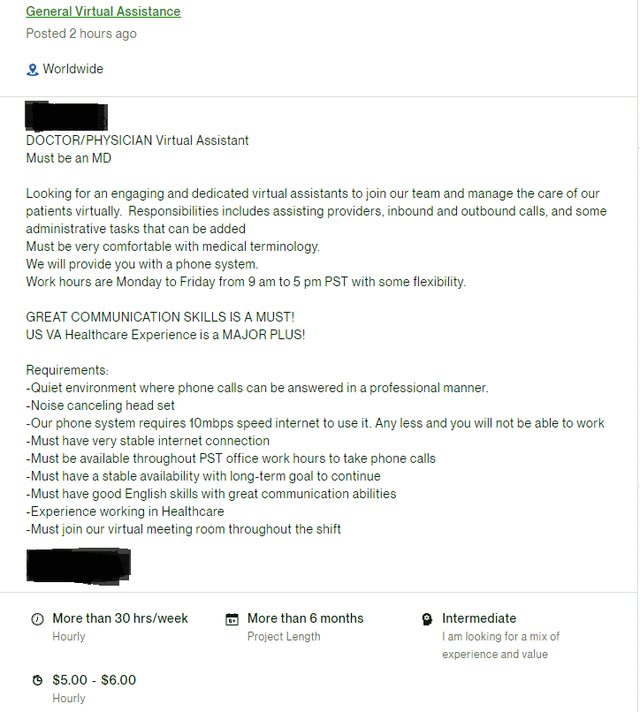 General Virtual Assistance
Posted 2 hours ago
Worldwide
DOCTOR/PHYSICIAN Virtual Assistant
Must be an MD
Looking for an engaging and dedicated virtual assistants to join our team and manage the care of our
patients virtually.  Responsibilities includes assisting providers, inbound and outbound calls, and some
administrative tasks that can be added
Must be very comfortable with medical terminology.
We will provide you with a phone system.
Work hours are Monday to Friday from 9 am to 5 pm PST with some flexibility.
GREAT COMMUNICATION SKILLS IS A MUST!
US VA Healthcare Experience is a MAJOR PLUS!
Requirements:
-Quiet environment where phone calls can be answered in a professional manner.
-Noise canceling head set
-Our phone system requires 10mbps speed internet to use it. Any less and you will not be able to work
-Must have very stable internet connection
-Must be available throughout PST office work hours to take phone calls
-Must have a stable availability with long-term goal to continue
-Must have good English skills with great communication abilities
-Experience working in Healthcare
-Must join our virtual meeting room throughout the shift
More than 30 hrs/week
Hourly
More than 6 months
Project Length
Intermediate
I am looking for a mix of
experience and value
$5.00 - $6.00
Hourly